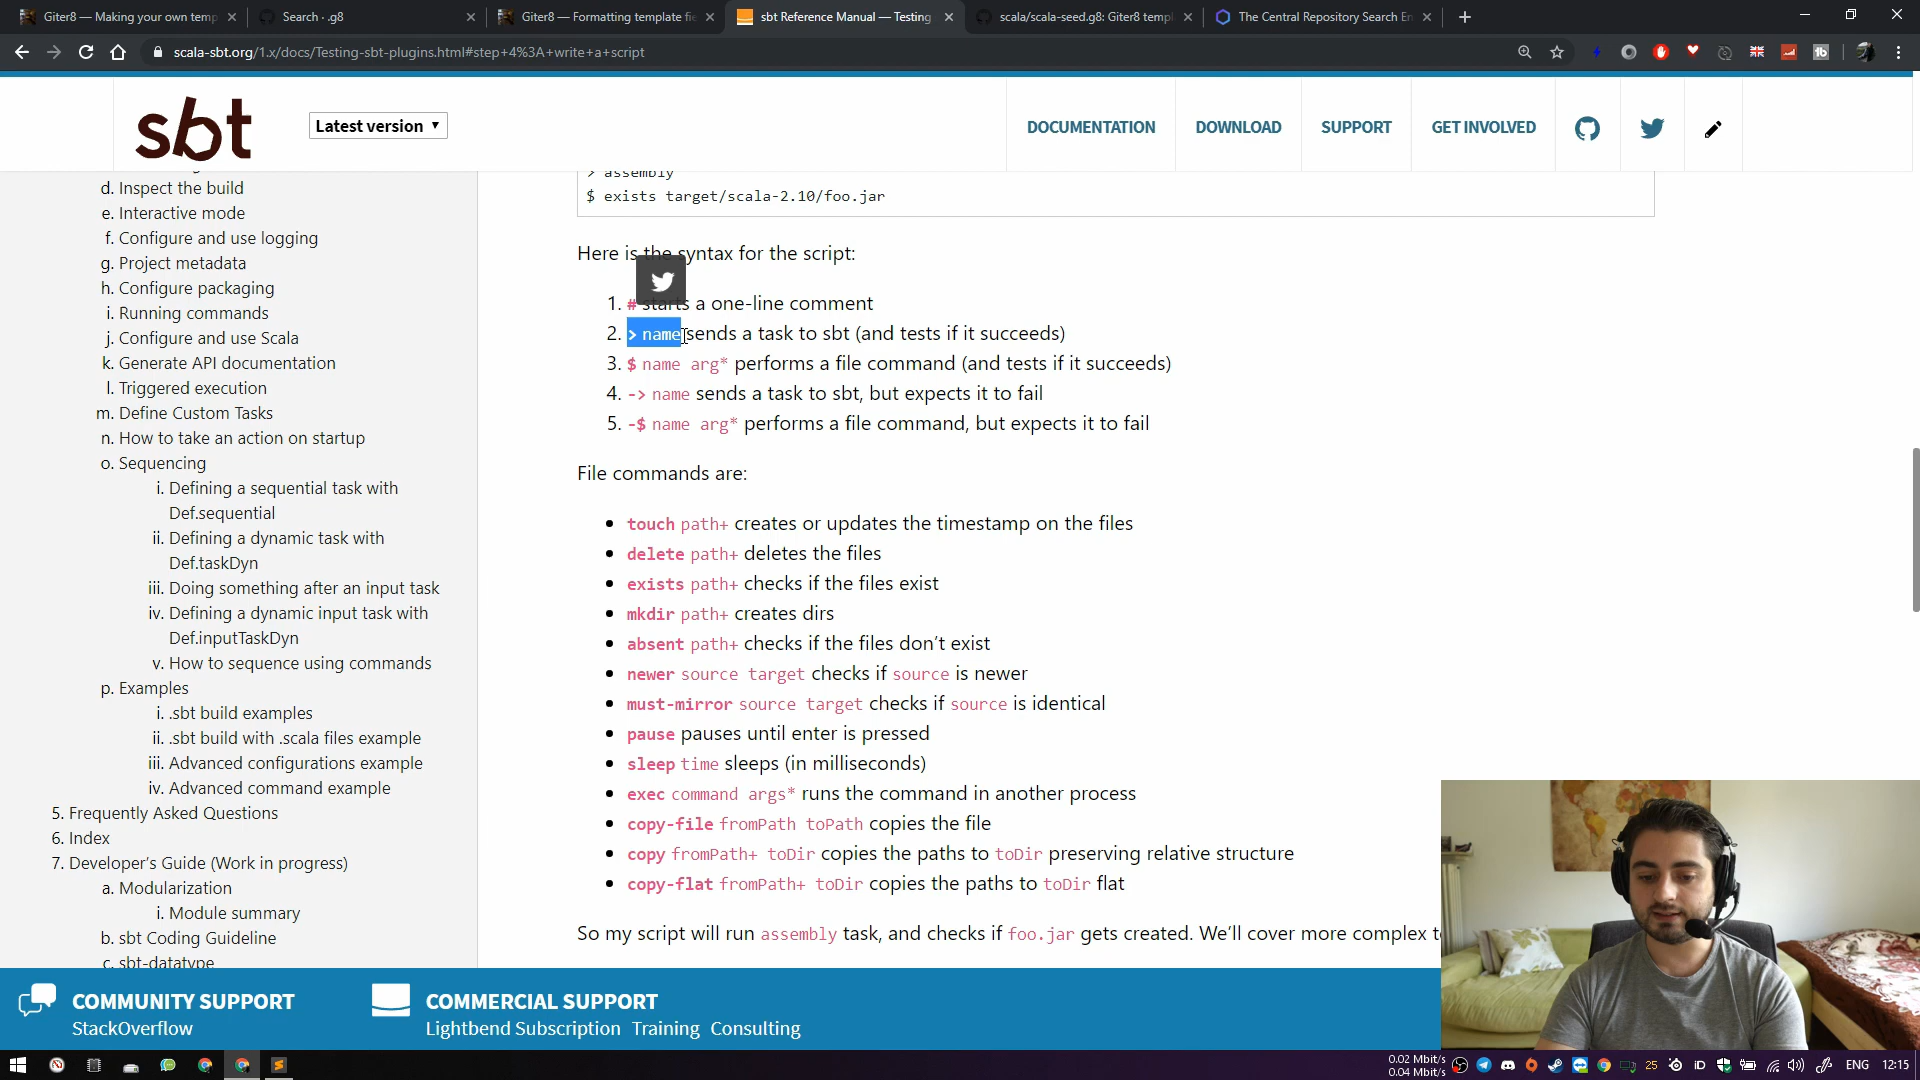 Giter8 — Making your own temp
Search · .g8
Giter8 — Formatting template fie
sbt Reference Manual — Testing
scala/scala-seed.g8: Giter8 templ
The Central Repository Search En
scala-sbt.org/1.x/docs/Testing-sbt-plugins.html#step+4%3A+write+a+script
sbt
Latest version
DOCUMENTATION
DOWNLOAD
SUPPORT
GET INVOLVED
d. Inspect the build
e. Interactive mode
f. Configure and use logging
g. Project metadata
h. Configure packaging
i. Running commands
j. Configure and use Scala
k. Generate API documentation
l. Triggered execution
m. Define Custom Tasks
n. How to take an action on startup
o. Sequencing
i. Defining a sequential task with
Def.sequential
ii. Defining a dynamic task with
Def.taskDyn
iii. Doing something after an input task
iv. Defining a dynamic input task with
Def.inputTaskDyn
v. How to sequence using commands
p. Examples
i. .sbt build examples
ii. .sbt build with .scala files example
iii. Advanced configurations example
iv. Advanced command example
5. Frequently Asked Questions
6. Index
7. Developer's Guide (Work in progress)
a. Modularization
i. Module summary
b. sbt Coding Guideline
c. sbt-datatype
> assembly
$ exists target/scala-2.10/foo.jar
Here is the syntax for the script:
1. # starts a one-line comment
2. > name sends a task to sbt (and tests if it succeeds)
3. $ name arg* performs a file command (and tests if it succeeds)
4. -> name sends a task to sbt, but expects it to fail
5. -$ name arg* performs a file command, but expects it to fail
File commands are:
• touch path+ creates or updates the timestamp on the files
• delete path+ deletes the files
• exists path+ checks if the files exist
• mkdir path+ creates dirs
• absent path+ checks if the files don't exist
• newer source target checks if source is newer
• must-mirror source target checks if source is identical
• pause pauses until enter is pressed
• sleep time sleeps (in milliseconds)
• exec command args* runs the command in another process
• copy-file fromPath toPath copies the file
• copy fromPath+ toDir copies the paths to toDir preserving relative structure
• copy-flat fromPath+ toDir copies the paths to toDir flat
So my script will run assembly task, and checks if foo.jar gets created. We'll cover more complex t
COMMUNITY SUPPORT
StackOverflow
COMMERCIAL SUPPORT
Lightbend Subscription Training Consulting
0.02 Mbit/s
0.04 Mbit/s
25
iD
ENG
12:15